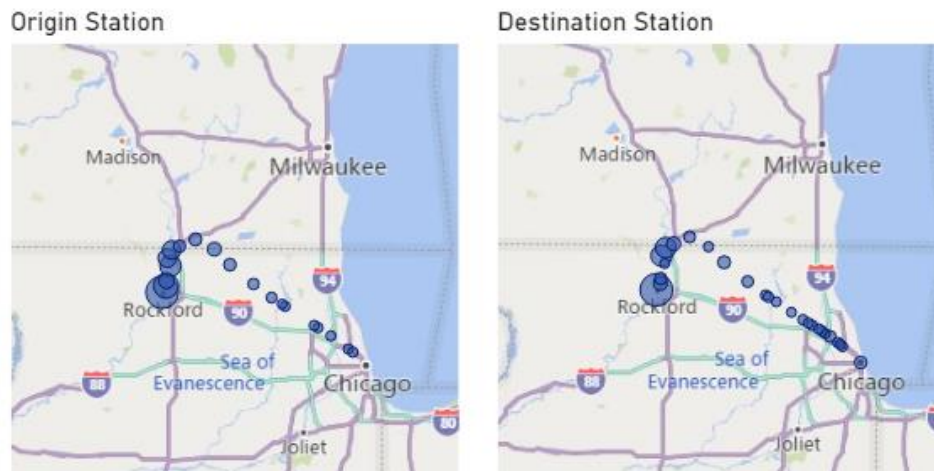 Origin Station
Destination Station
Madison
Milwaukee
94
Rockford
90
Sea of
Evanescence
88
Chicago
80
Joliet
Madison
Milwaukee
94
Rockford
90
Sea of
Evanescence
88
Chicago
80
Joliet